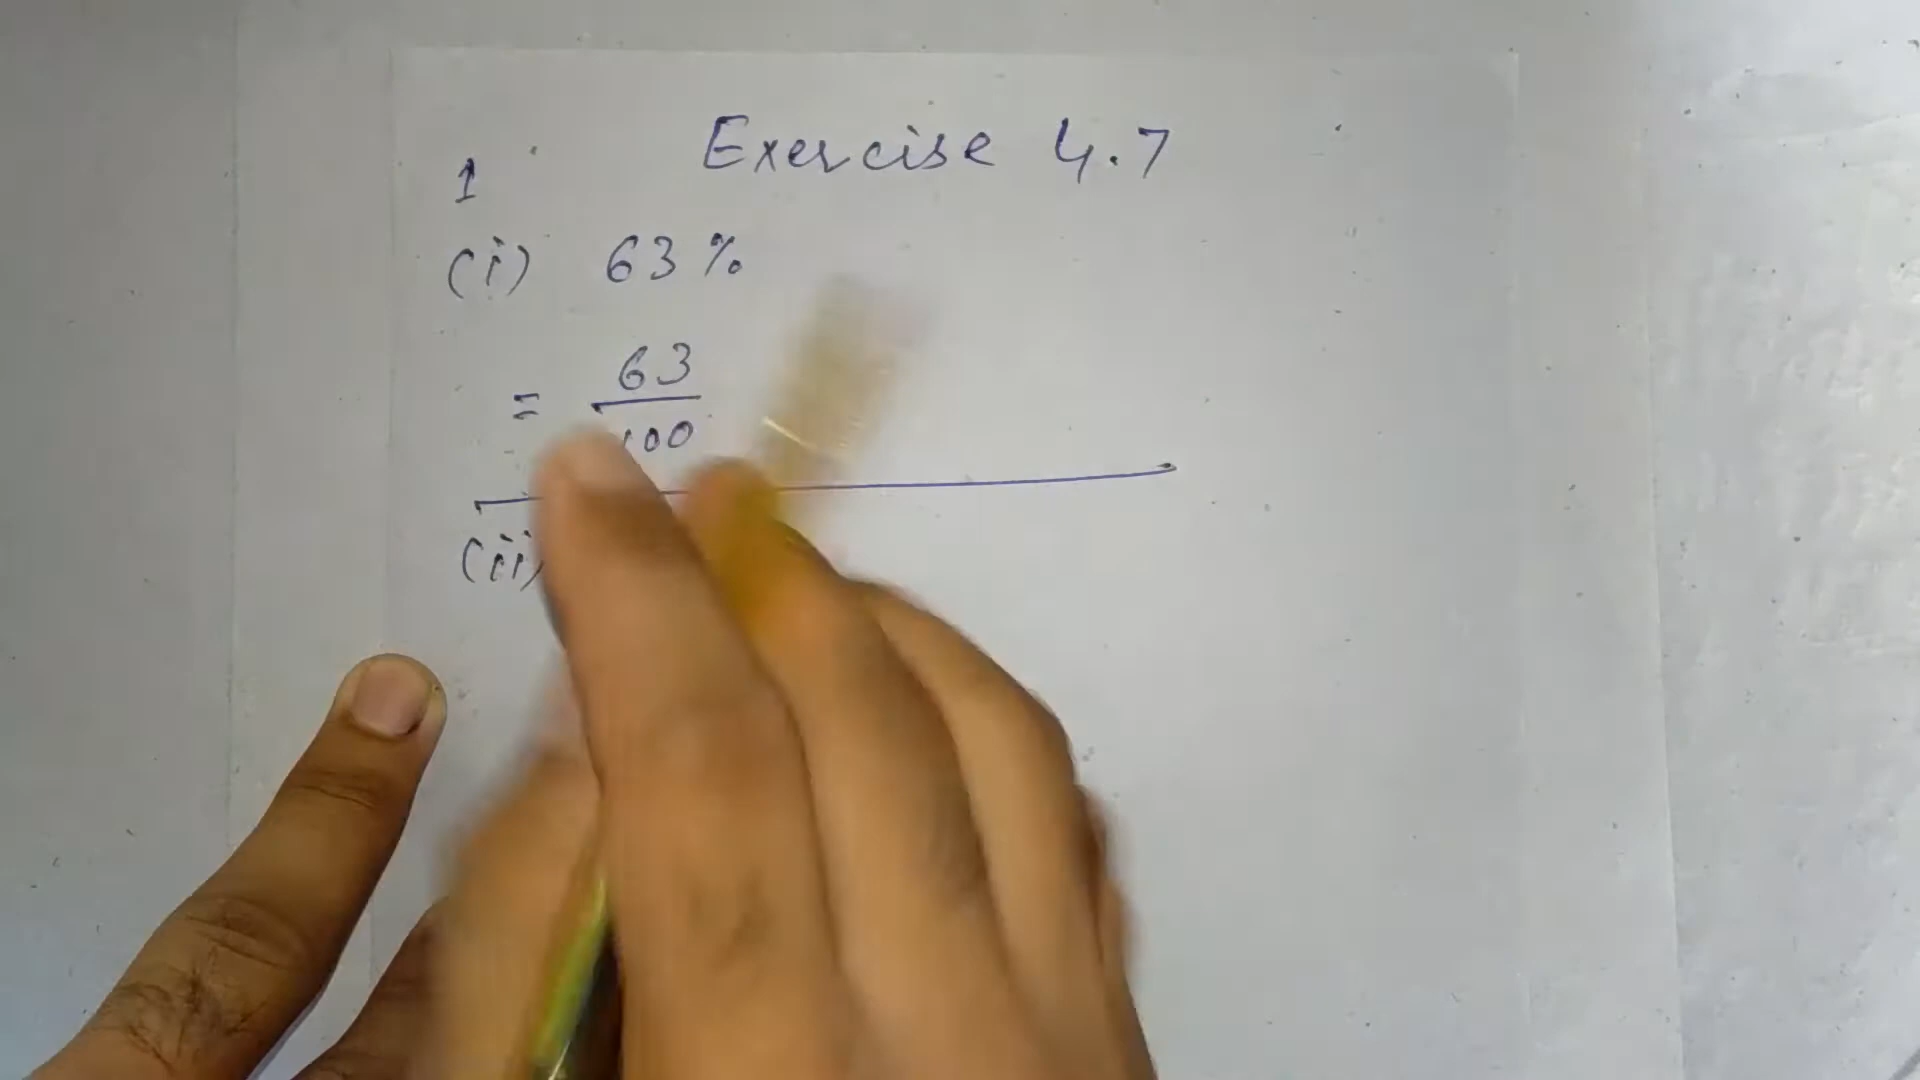 Exercise 4.7
1
(i) 63%
= 63/100
(ii)